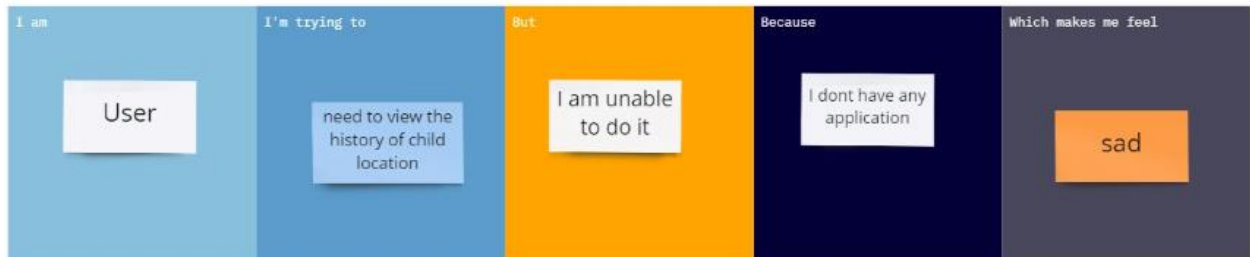 I am
User
I'm trying to
need to view the
history of child
location
But
I am unable
to do it
Because
I dont have any
application
Which makes me feel
sad